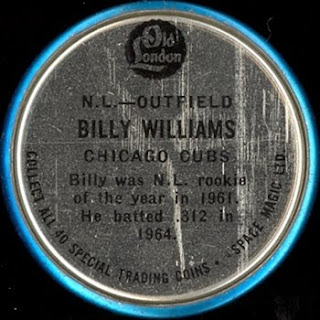 Old
London
N.L.—OUTFIELD
BILLY WILLIAMS
CHICAGO CUBS
Billy was N.L. rookie
of the year in 1961.
He batted .312 in
1964.
COLLECT ALL 40 SPECIAL TRADING COINS • SPACE MAGIC LTD.